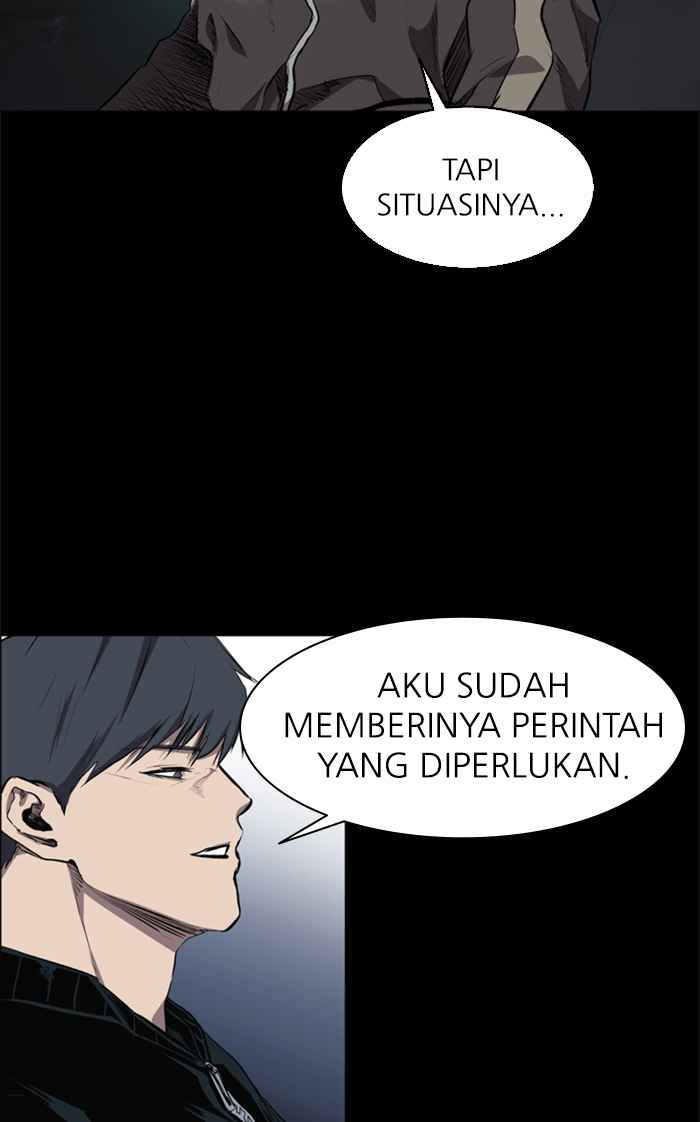 TAPI
SITUASINYA...
AKU SUDAH
MEMBERINYA PERINTAH
YANG DIPERLUKAN.